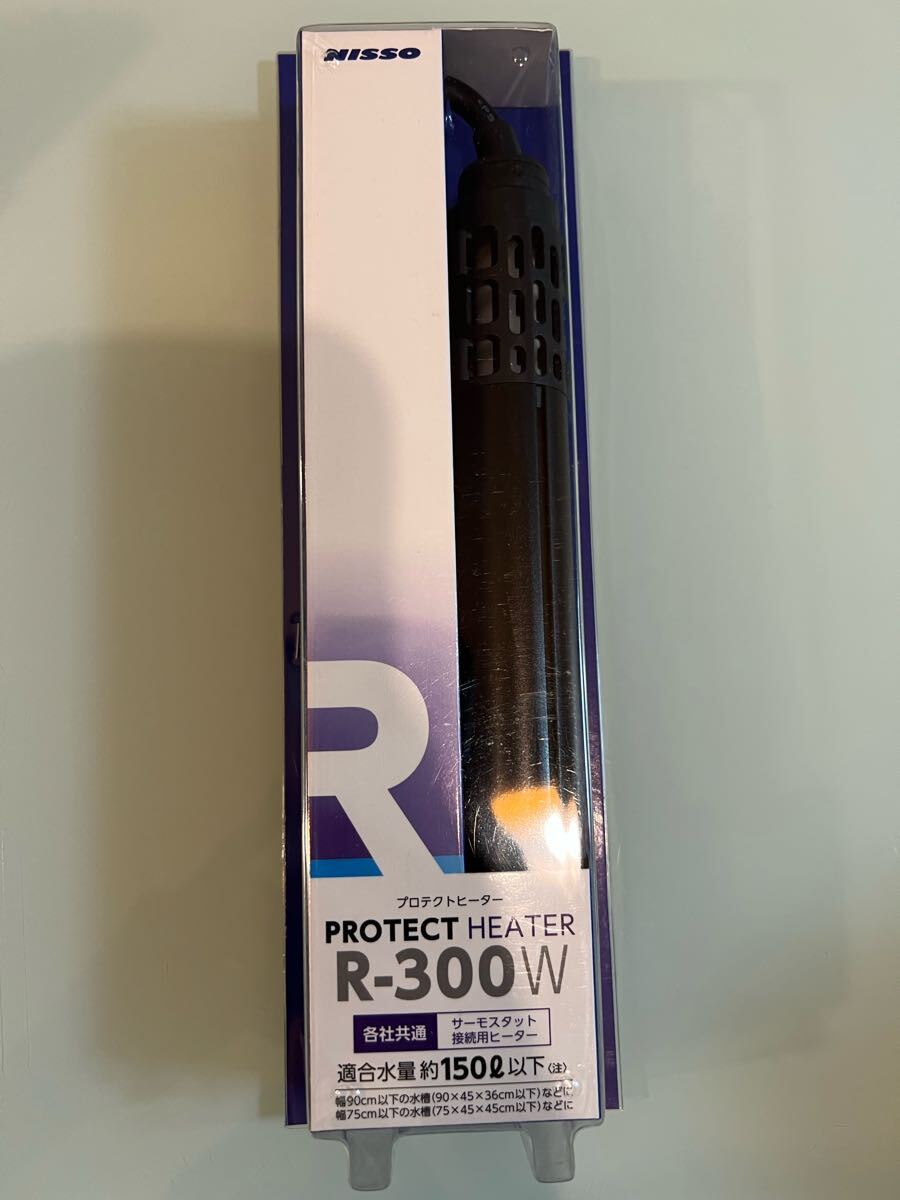 NISSO
プロテクトヒーター
PROTECT HEATER
R-300W
各社共通
サーモスタット
接続用ヒーター
適合水量 約150ℓ以下〈注〉
幅90cm以下の水槽(90×45×36cm以下)などに
幅75cm以下の水槽(75×45×45cm以下)などに
R